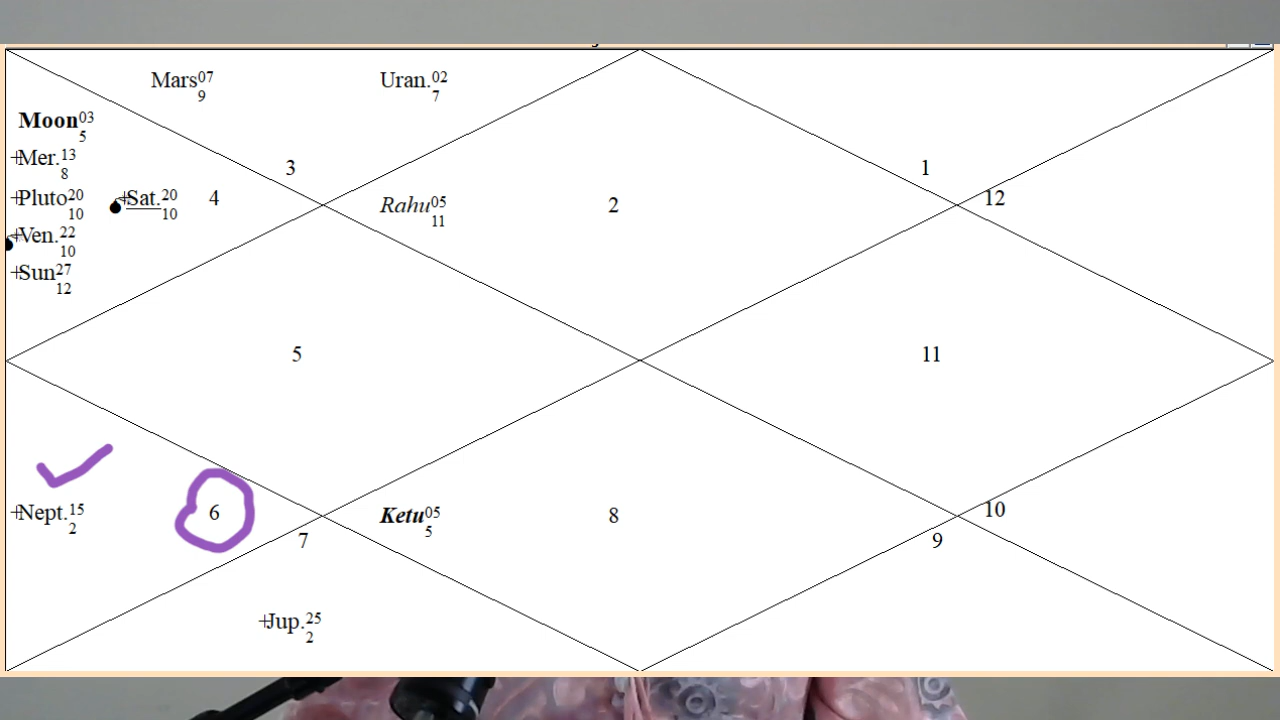 Mars07
9
Uran.02
7
Moon03
5
+Mer.13
8
3
1
+Pluto20
10
+Sat.20
10
4
Rahu05
11
2
12
+Ven.22
10
+Sun27
12
5
11
+Nept.15
2
6
Ketu05
5
8
10
7
9
+Jup.25
2